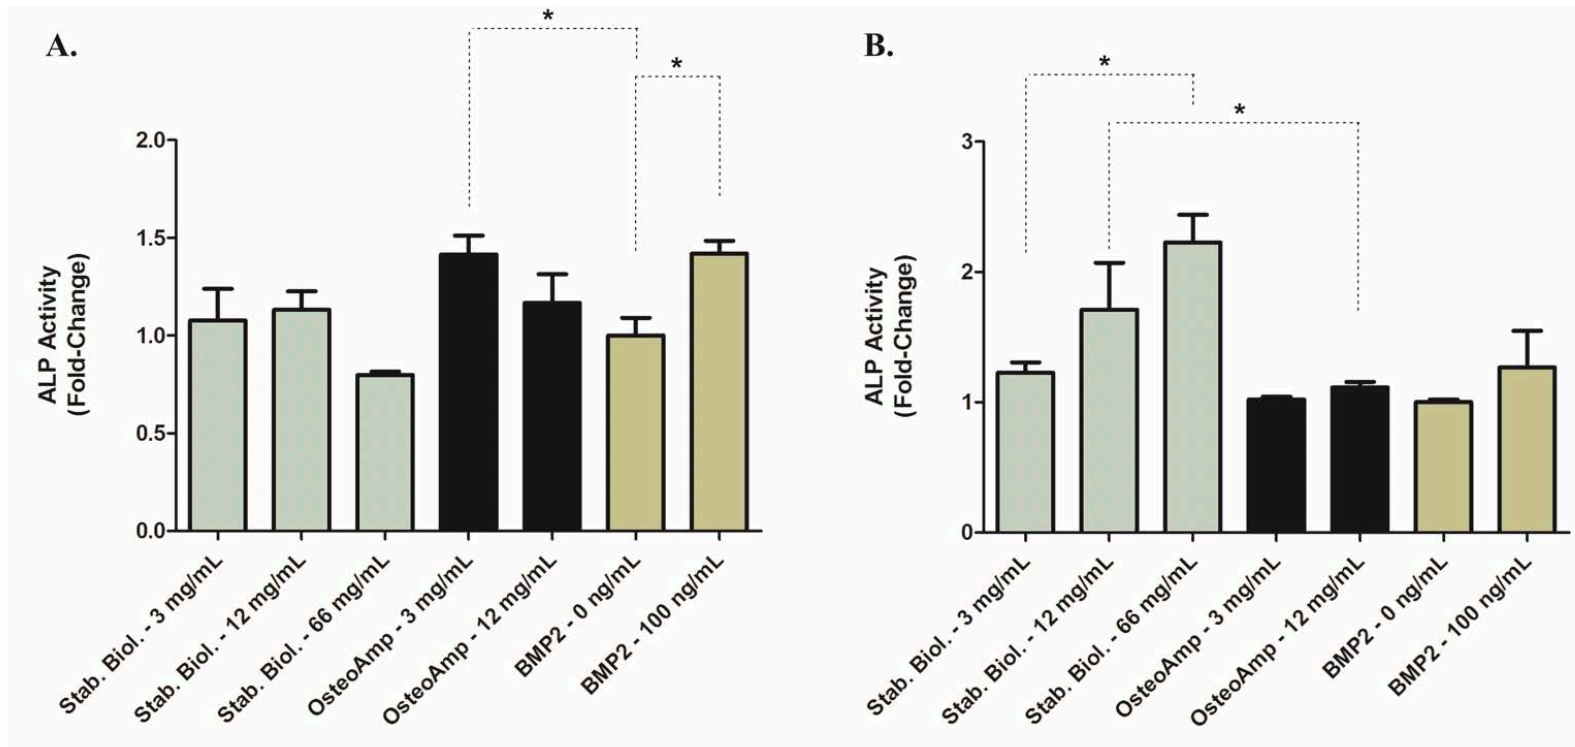 A.
*
*
2.0
1.5
1.0
0.5
0.0
ALP Activity
(Fold-Change)
Stab. Biol. - 3 mg/mL
Stab. Biol. - 12 mg/mL
Stab. Biol. - 66 mg/mL
OsteoAmp - 3 mg/mL
OsteoAmp - 12 mg/mL
BMP2 - 0 ng/mL
BMP2 - 100 ng/mL
B.
*
*
3
2
1
0
ALP Activity
(Fold-Change)
Stab. Biol. - 3 mg/mL
Stab. Biol. - 12 mg/mL
Stab. Biol. - 66 mg/mL
OsteoAmp - 3 mg/mL
OsteoAmp - 12 mg/mL
BMP2 - 0 ng/mL
BMP2 - 100 ng/mL